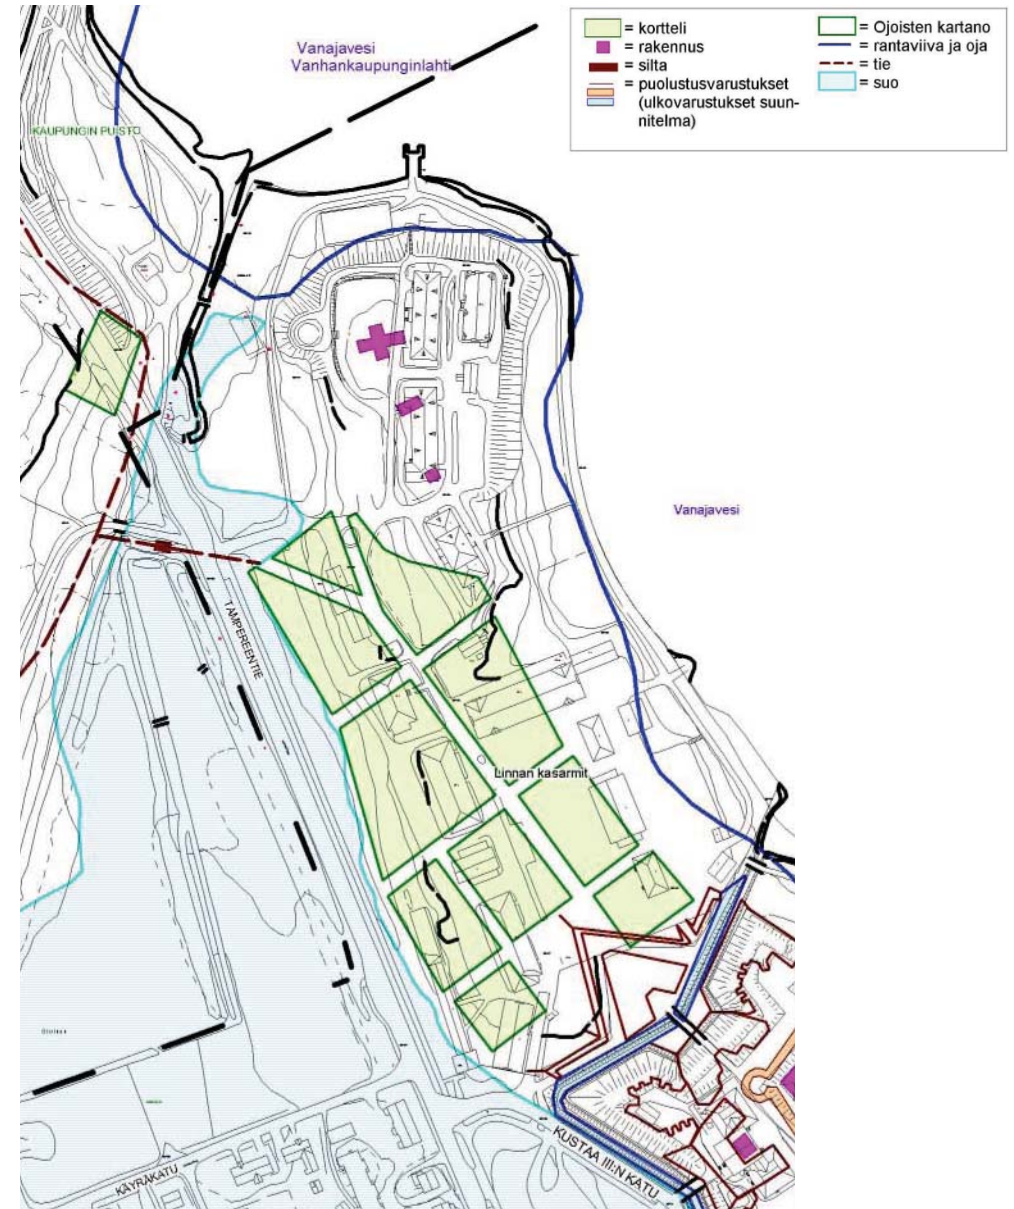 Vanajavesi
Vanhankaupunginlahti
= kortteli
= rakennus
= silta
= puolustusvarustukset
(ulkovarustukset suun-
nitelma)
= Ojoisten kartano
= rantaviiva ja oja
= tie
= suo
KAUPUNGIN PUISTO
Vanajavesi
TAMPEREENTIE
Linnan kasarmit
KUSTAA III:N KATU
KÄYRÄKATU